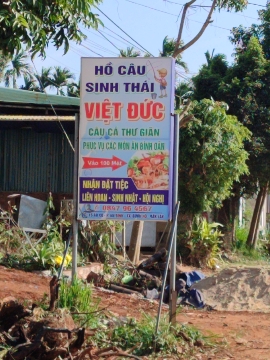 HỒ CÂU
SINH THÁI
VIỆT ĐỨC
CÂU CÁ THƯ GIÃN
PHỤC VỤ CÁC MÓN ĂN BÌNH DÂN
Vào 100 Mét
NHẬN ĐẶT TIỆC
LIÊN HOAN - SINH NHẬT - HỘI NGHỊ